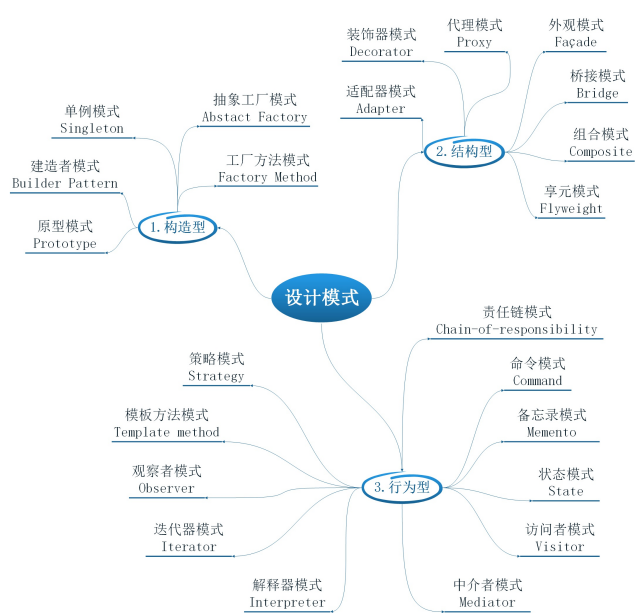 设计模式
1.构造型
单例模式
Singleton
抽象工厂模式
Abstact Factory
建造者模式
Builder Pattern
工厂方法模式
Factory Method
原型模式
Prototype
2.结构型
装饰器模式
Decorator
代理模式
Proxy
外观模式
Façade
适配器模式
Adapter
桥接模式
Bridge
组合模式
Composite
享元模式
Flyweight
3.行为型
责任链模式
Chain-of-responsibility
策略模式
Strategy
命令模式
Command
模板方法模式
Template method
备忘录模式
Memento
观察者模式
Observer
状态模式
State
迭代器模式
Iterator
访问者模式
Visitor
解释器模式
Interpreter
中介者模式
Mediator